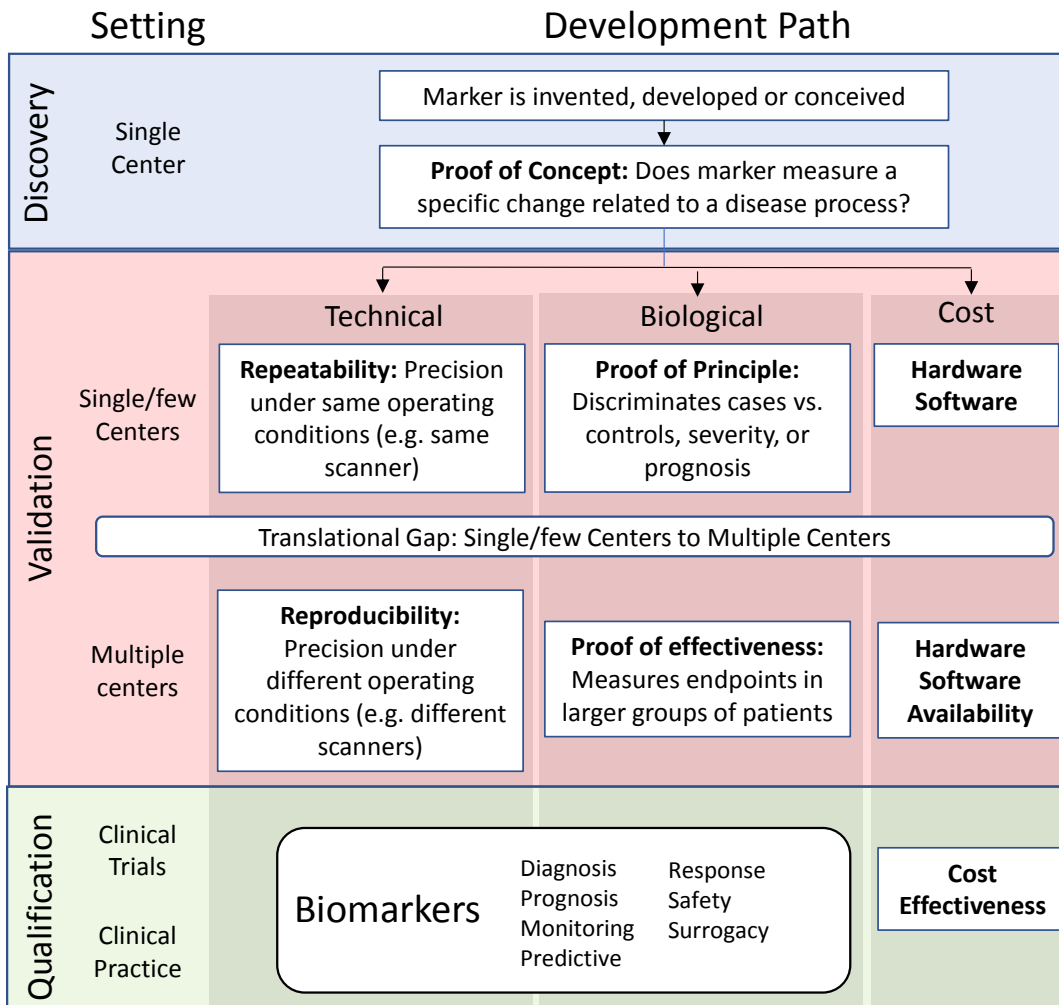 Setting
Development Path
Discovery
Single
Center
Marker is invented, developed or conceived
Proof of Concept: Does marker measure a
specific change related to a disease process?
Validation
Technical
Biological
Cost
Single/few
Centers
Repeatability: Precision
under same operating
conditions (e.g. same
scanner)
Proof of Principle:
Discriminates cases vs.
controls, severity, or
prognosis
Hardware
Software
Translational Gap: Single/few Centers to Multiple Centers
Multiple
centers
Reproducibility:
Precision under
different operating
conditions (e.g. different
scanners)
Proof of effectiveness:
Measures endpoints in
larger groups of patients
Hardware
Software
Availability
Qualification
Clinical
Trials
Clinical
Practice
Biomarkers
Diagnosis
Prognosis
Monitoring
Predictive
Response
Safety
Surrogacy
Cost
Effectiveness